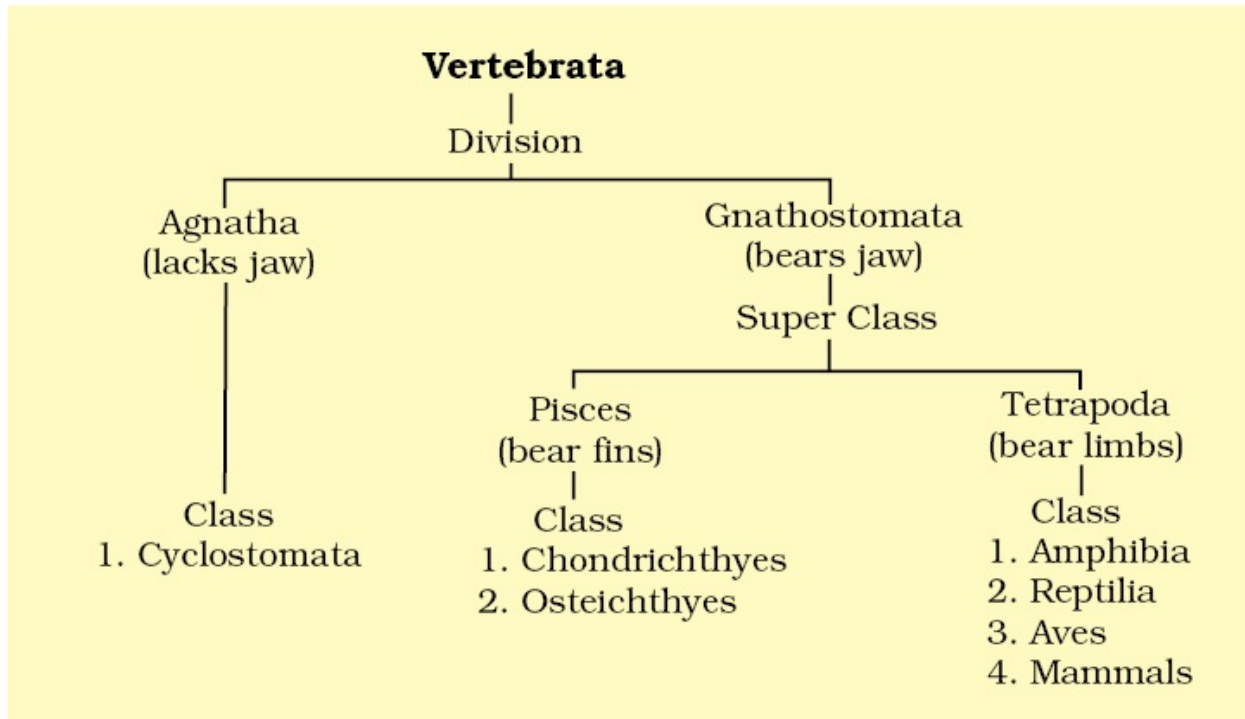 Vertebrata
Division
Agnatha
(lacks jaw)
Gnathostomata
(bears jaw)
Super Class
Pisces
(bear fins)
Tetrapoda
(bear limbs)
Class
1. Cyclostomata
Class
1. Chondrichthyes
2. Osteichthyes
Class
1. Amphibia
2. Reptilia
3. Aves
4. Mammals